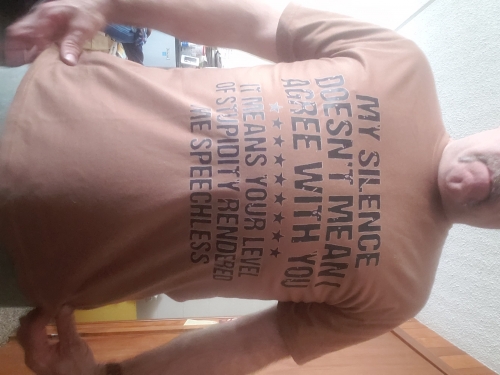 MY SILENCE
DOESN'T MEAN
AGREE WITH YOU
IT MEANS YOUR LEVEL
OF STUPIDITY RENDERED
ME SPEECHLESS